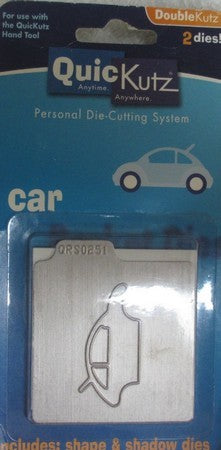 For use with
the QuicKutz
Hand Tool
DoubleKutz
2 dies!
QuicKutz
Anytime. Anywhere.
Personal Die-Cutting System
car
QRS0251
includes: shape & shadow dies